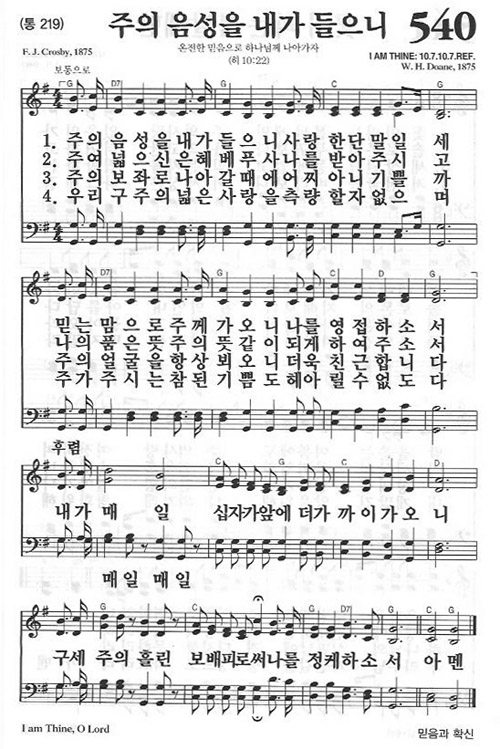 (통 219)
주의 음성을 내가 들으니 540
F. J. Crosby, 1875
온전한 믿음으로 하나님께 나아가자
(히 10:22)
I AM THINE: 10.7.10.7.REF.
W. H. Doane, 1875
보통으로
G D7 G C G
1. 주의 음성을 내가 들으니 사랑한단 말일세
2. 주여 넓으신 은혜 베푸사 나를 받아주시고
3. 주의 보좌로 나아갈 때에 어찌 아니 기쁠까
4. 우리 구주의 넓은 사랑을 측량할 자 없으며
G D7 G C D G
믿는 맘으로 주께 가오니 나를 영접하소서
나의 품은 뜻 주의 뜻같이 되게 하여 주소서
주의 얼굴을 항상 뵈오니 더욱 친근합니다
주가 주시는 참된 기쁨도 헤아릴 수 없도다
후렴
G C G C D
내가 매일 십자가 앞에 더 가까이 가오니
매일 매일
G C D7 G C G
구세주의 흘린 보배피로써 나를 정케하소서 아멘
I am Thine, O Lord
믿음과 확신